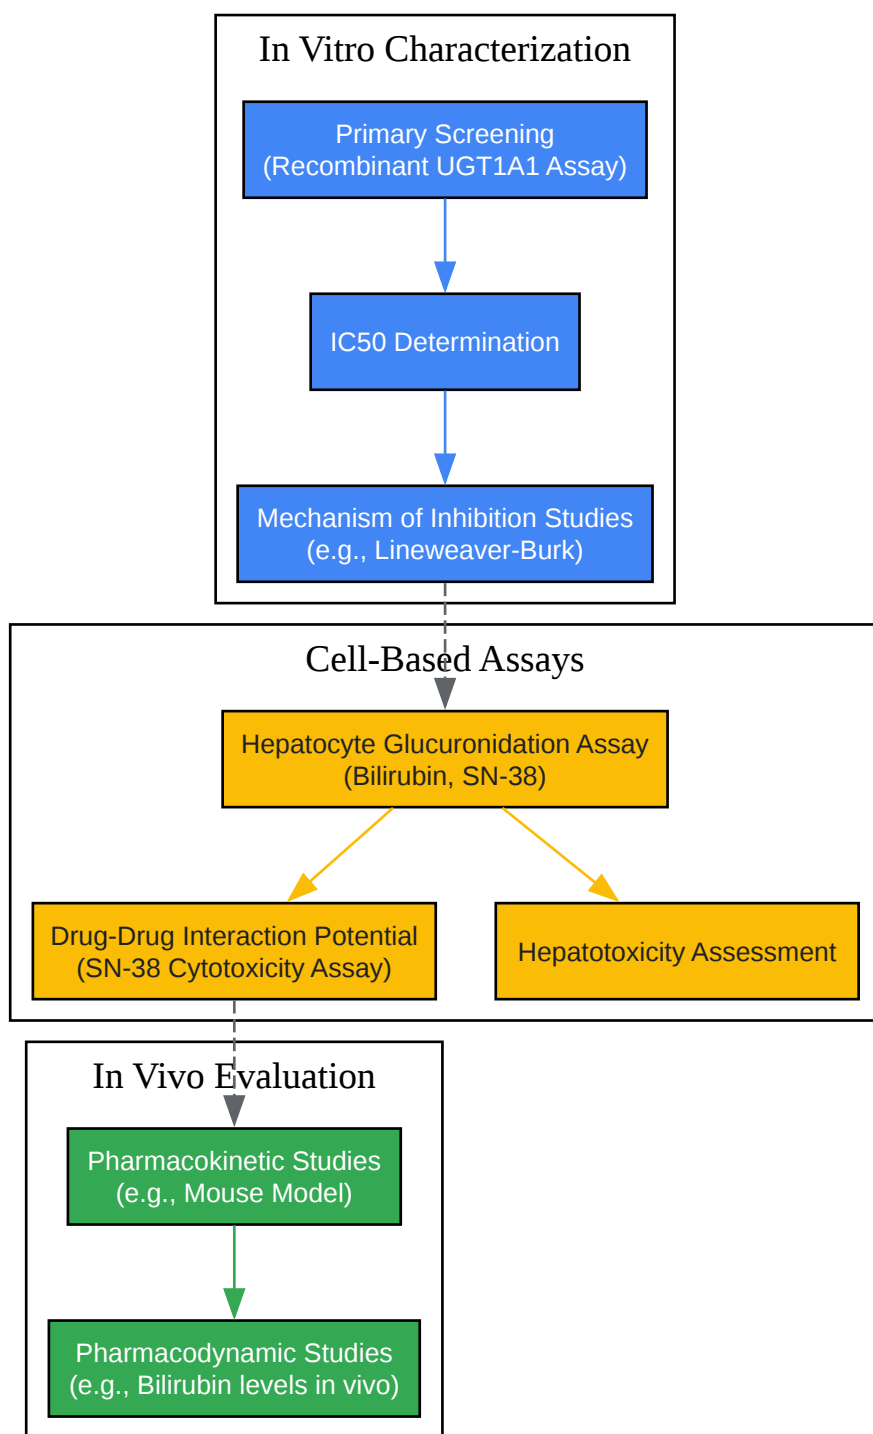 In Vitro Characterization
Primary Screening
(Recombinant UGT1A1 Assay)
IC50 Determination
Mechanism of Inhibition Studies
(e.g., Lineweaver-Burk)
Cell-Based Assays
Hepatocyte Glucuronidation Assay
(Bilirubin, SN-38)
Drug-Drug Interaction Potential
(SN-38 Cytotoxicity Assay)
Hepatotoxicity Assessment
In Vivo Evaluation
Pharmacokinetic Studies
(e.g., Mouse Model)
Pharmacodynamic Studies
(e.g., Bilirubin levels in vivo)